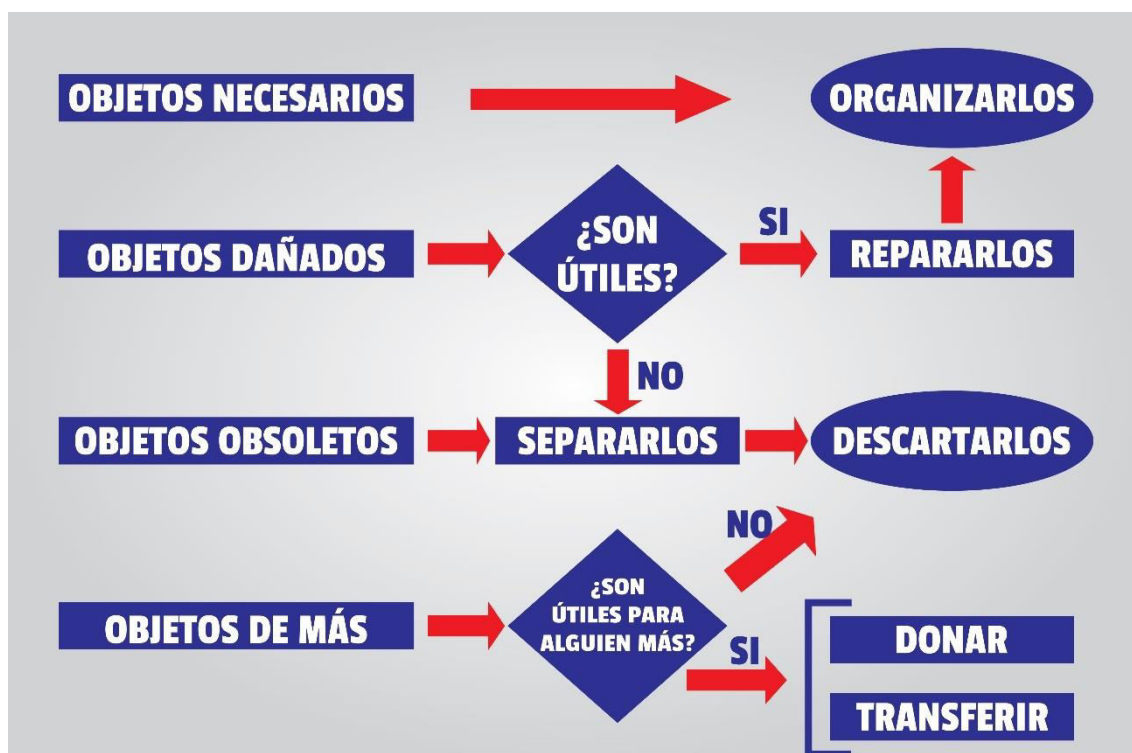 OBJETOS NECESARIOS
ORGANIZARLOS
OBJETOS DAÑADOS
¿SON
ÚTILES?
SI
REPARARLOS
NO
OBJETOS OBSOLETOS
SEPARARLOS
DESCARTARLOS
OBJETOS DE MÁS
¿SON
ÚTILES PARA
ALGUIEN MÁS?
NO
SI
DONAR
TRANSFERIR